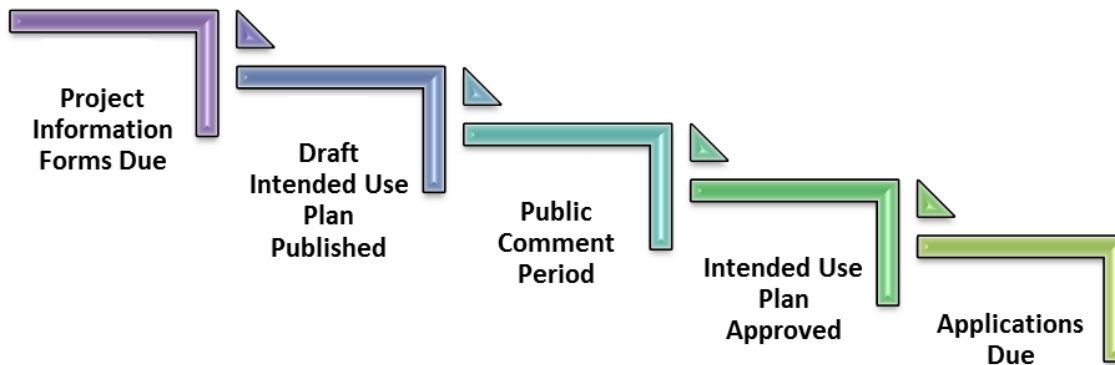 Project
Information
Forms Due
Draft
Intended Use
Plan
Published
Public
Comment
Period
Intended Use
Plan
Approved
Applications
Due